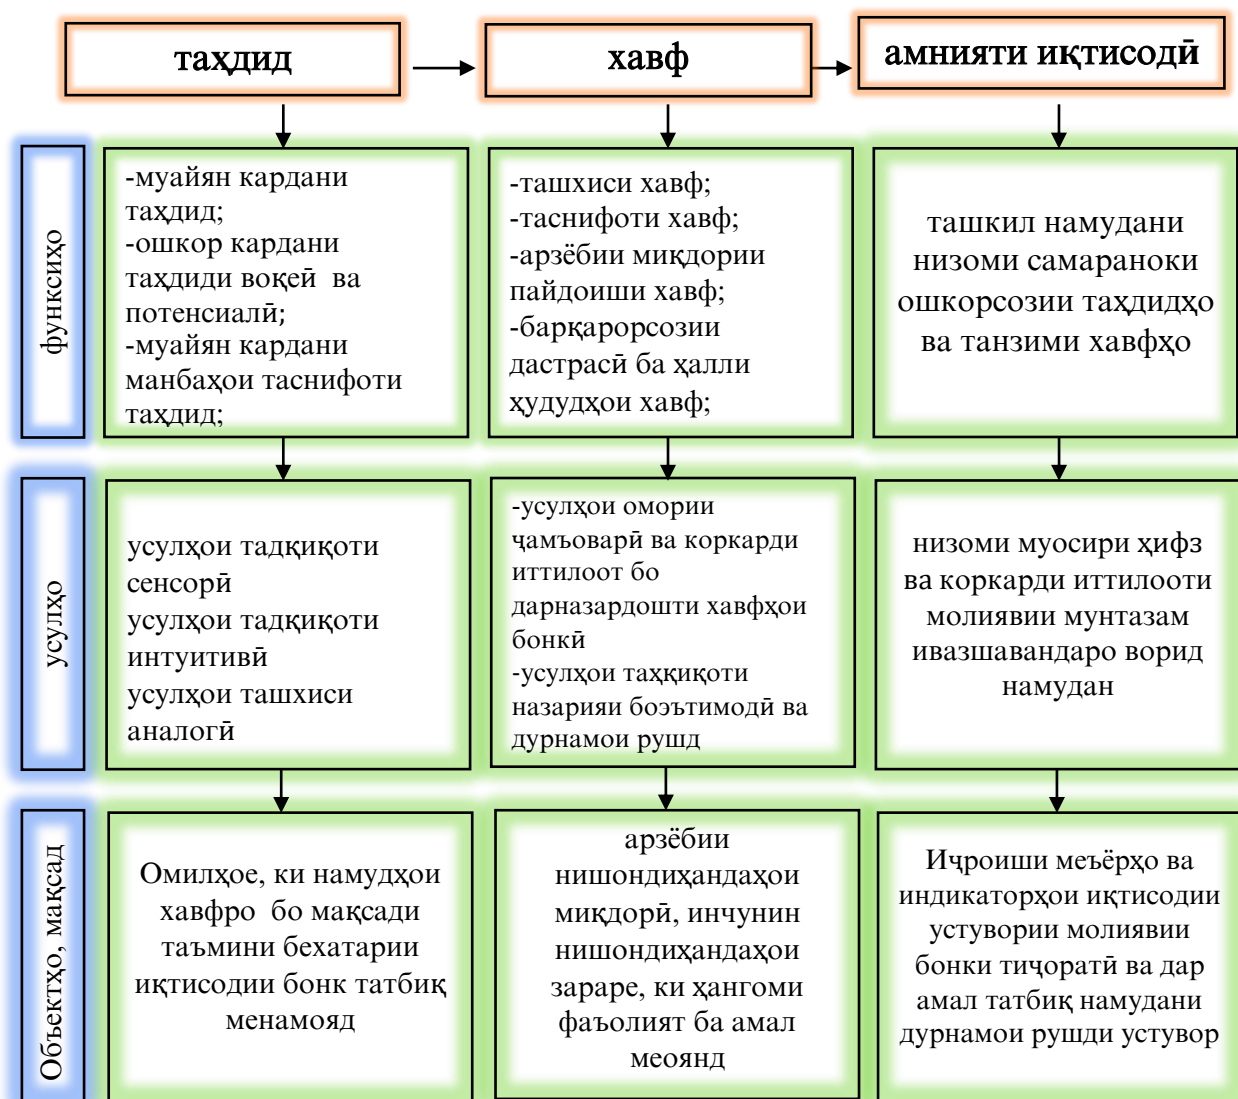 таҳдид
хавф
амнияти иқтисодӣ
функсиҳо
-муайян кардани
таҳдид;
-ошкор кардани
таҳдиди воқеӣ ва
потенсиалӣ;
-муайян кардани
манбаҳои таснифоти
таҳдид;
-ташхиси хавф;
-таснифоти хавф;
-арзёбии миқдории
пайдоиши хавф;
-барқарорсозии
дастрасӣ ба ҳалли
ҳудудҳои хавф;
ташкил намудани
низоми самараноки
ошкорсозии таҳдидҳо
ва танзими хавфҳо
усулҳо
усулҳои тадқиқоти
сенсорӣ
усулҳои тадқиқоти
интуитивӣ
усулҳои ташхиси
аналогӣ
-усулҳои омории
ҷамъоварӣ ва коркарди
иттилоот бо
дарназардошти хавфҳои
бонкӣ
-усулҳои таҳқиқоти
назарияи боэътимодӣ ва
дурнамои рушд
низоми муосири ҳифз
ва коркарди иттилооти
молиявии мунтазам
ивазшавандаро ворид
намудан
Объектҳо, мақсад
Омилҳое, ки намудҳои
хавфро бо мақсади
таъмини бехатарии
иқтисодии бонк татбиқ
менамояд
арзёбии
нишондиҳандаҳои
миқдорӣ, инчунин
нишондиҳандаҳои
зараре, ки ҳангоми
фаъолият ба амал
меоянд
Иҷроиши меъёрҳо ва
индикаторҳои иқтисодии
устувории молиявии
бонки тиҷоратӣ ва дар
амал татбиқ намудани
дурнамои рушди устувор